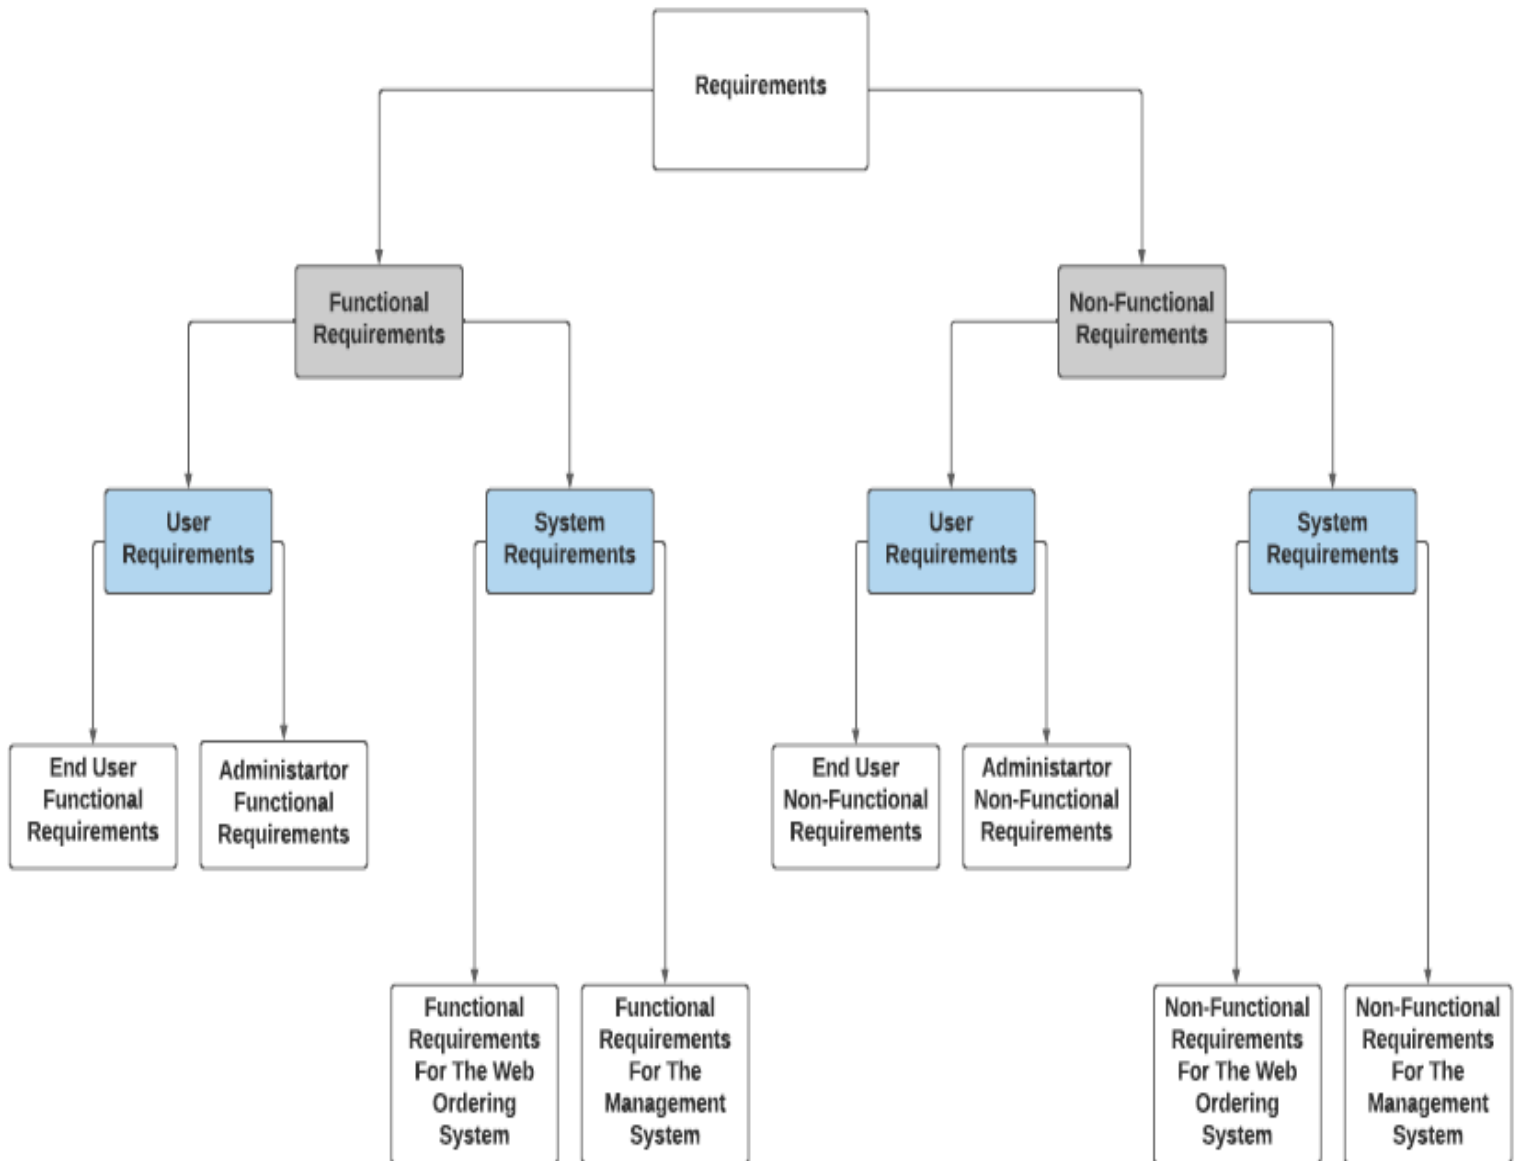 Requirements
Functional
Requirements
Non-Functional
Requirements
User
Requirements
System
Requirements
User
Requirements
System
Requirements
End User
Functional
Requirements
Administartor
Functional
Requirements
End User
Non-Functional
Requirements
Administartor
Non-Functional
Requirements
Functional
Requirements
For The Web
Ordering
System
Functional
Requirements
For The
Management
System
Non-Functional
Requirements
For The Web
Ordering
System
Non-Functional
Requirements
For The
Management
System